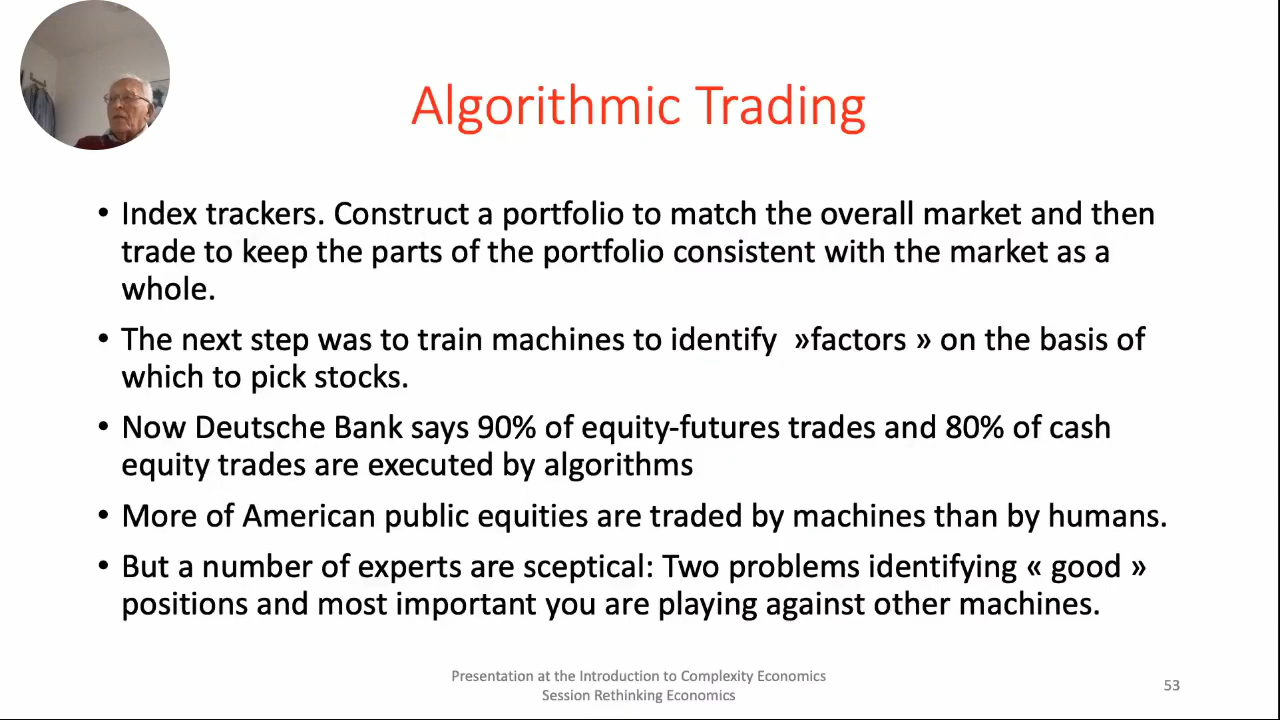 Algorithmic Trading
• Index trackers. Construct a portfolio to match the overall market and then
trade to keep the parts of the portfolio consistent with the market as a
whole.
• The next step was to train machines to identify »factors » on the basis of
which to pick stocks.
• Now Deutsche Bank says 90% of equity-futures trades and 80% of cash
equity trades are executed by algorithms
• More of American public equities are traded by machines than by humans.
• But a number of experts are sceptical: Two problems identifying « good »
positions and most important you are playing against other machines.
Presentation at the Introduction to Complexity Economics
Session Rethinking Economics
53